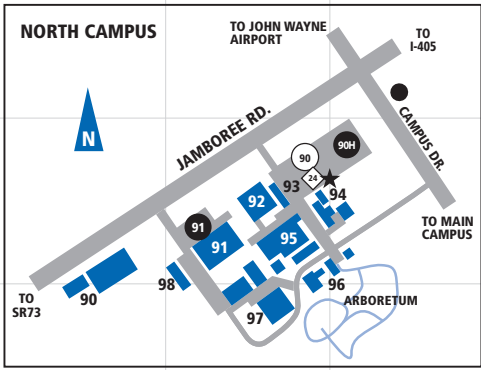 NORTH CAMPUS
TO JOHN WAYNE
AIRPORT
TO
I-405
N
JAMBOREE RD.
CAMPUS DR.
90H
90
24
93
94
92
91
91
95
TO MAIN
CAMPUS
TO
SR73
90
98
96
ARBORETUM
97